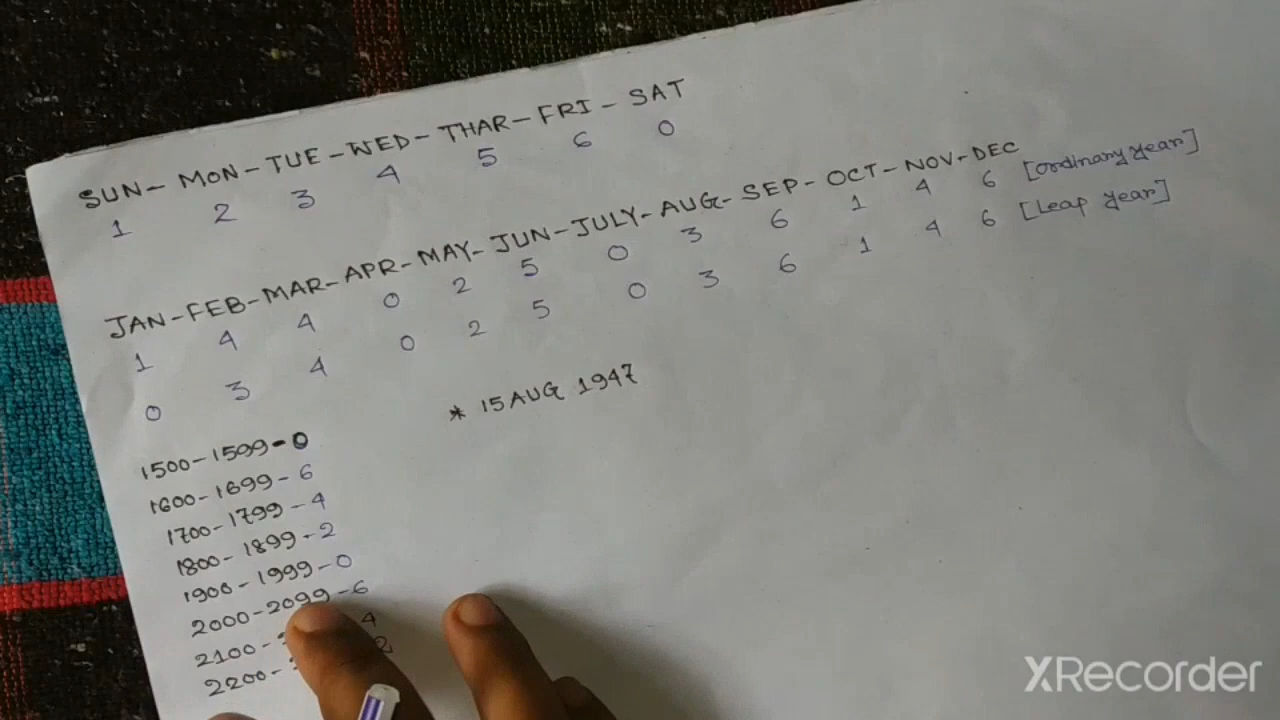 SUN- MON- TUE - WED- THAR- FRI - SAT
1 2 3 4 5 6 0
JAN -FEB-MAR-APR-MAY-JUN-JULY-AUG-SEP-OCT-NOV-DEC
1 4 4 0 2 5 0 3 6 1 4 6 [ordinary year]
0 3 4 0 2 5 0 3 6 1 4 6 [Leap year]
* 15 AUG 1947
1500-1599-0
1600-1699-6
1700-1799-4
1800-1899-2
1900-1999-0
2000-2099-6
2100- 4
2200- 2
XRecorder